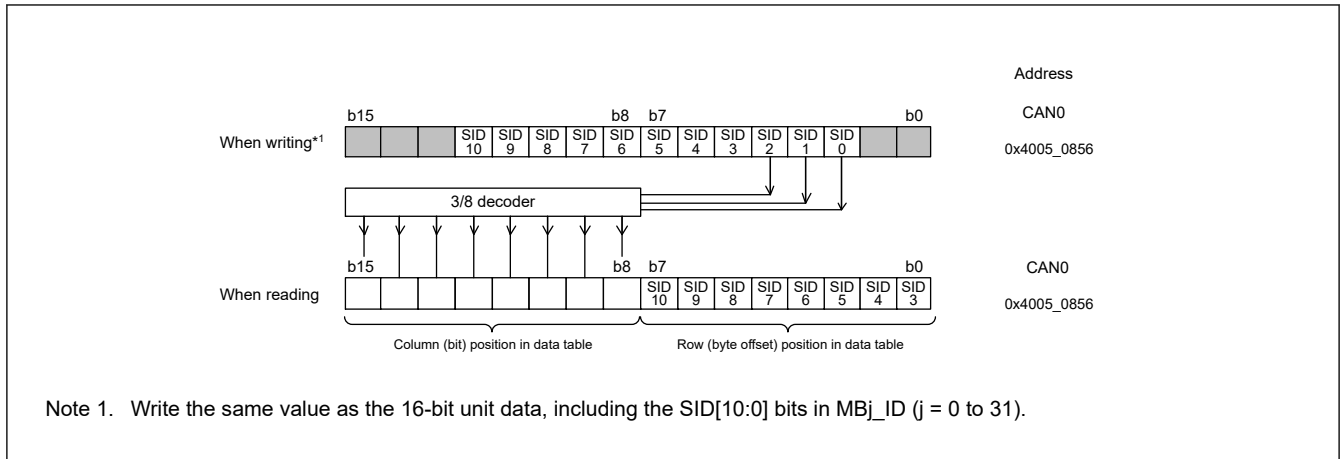 Address
b15 b8 b7 b0 CAN0
When writing*1 SID 10 SID 9 SID 8 SID 7 SID 6 SID 5 SID 4 SID 3 SID 2 SID 1 SID 0 0x4005_0856
3/8 decoder
b15 b8 b7 b0 CAN0
When reading SID 10 SID 9 SID 8 SID 7 SID 6 SID 5 SID 4 SID 3 0x4005_0856
Column (bit) position in data table Row (byte offset) position in data table
Note 1. Write the same value as the 16-bit unit data, including the SID[10:0] bits in MBj_ID (j = 0 to 31).